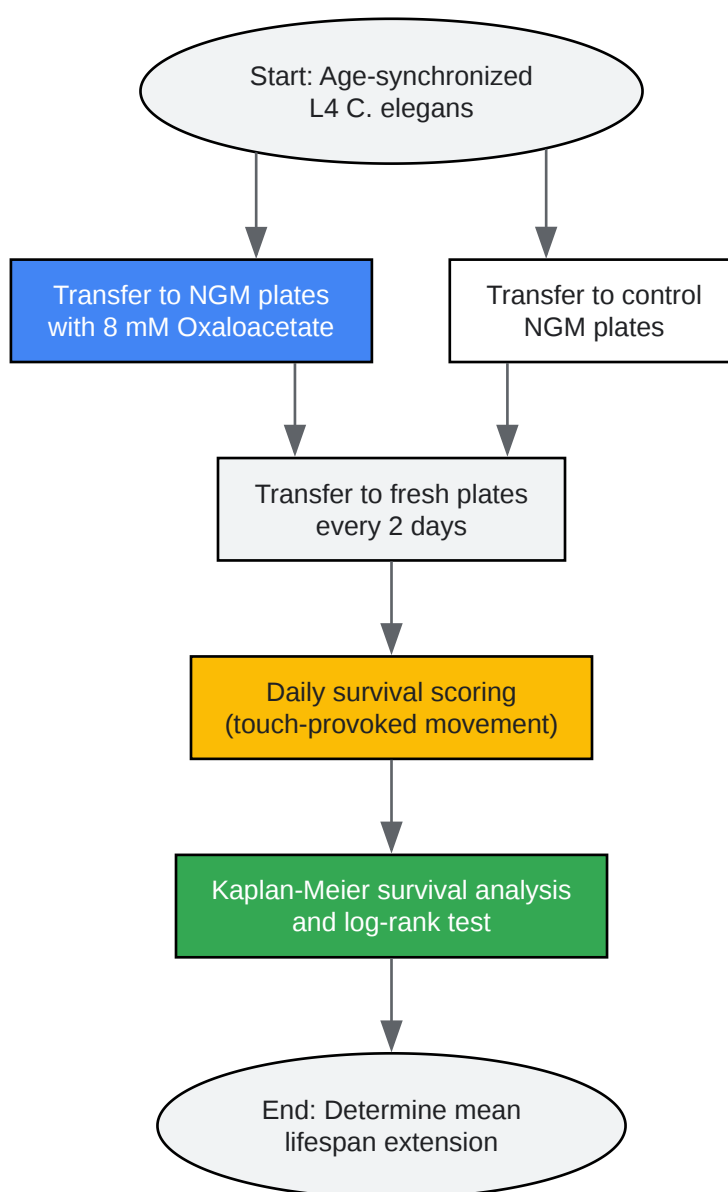 Start: Age-synchronized
L4 C. elegans
Transfer to NGM plates
with 8 mM Oxaloacetate
Transfer to control
NGM plates
Transfer to fresh plates
every 2 days
Daily survival scoring
(touch-provoked movement)
Kaplan-Meier survival analysis
and log-rank test
End: Determine mean
lifespan extension